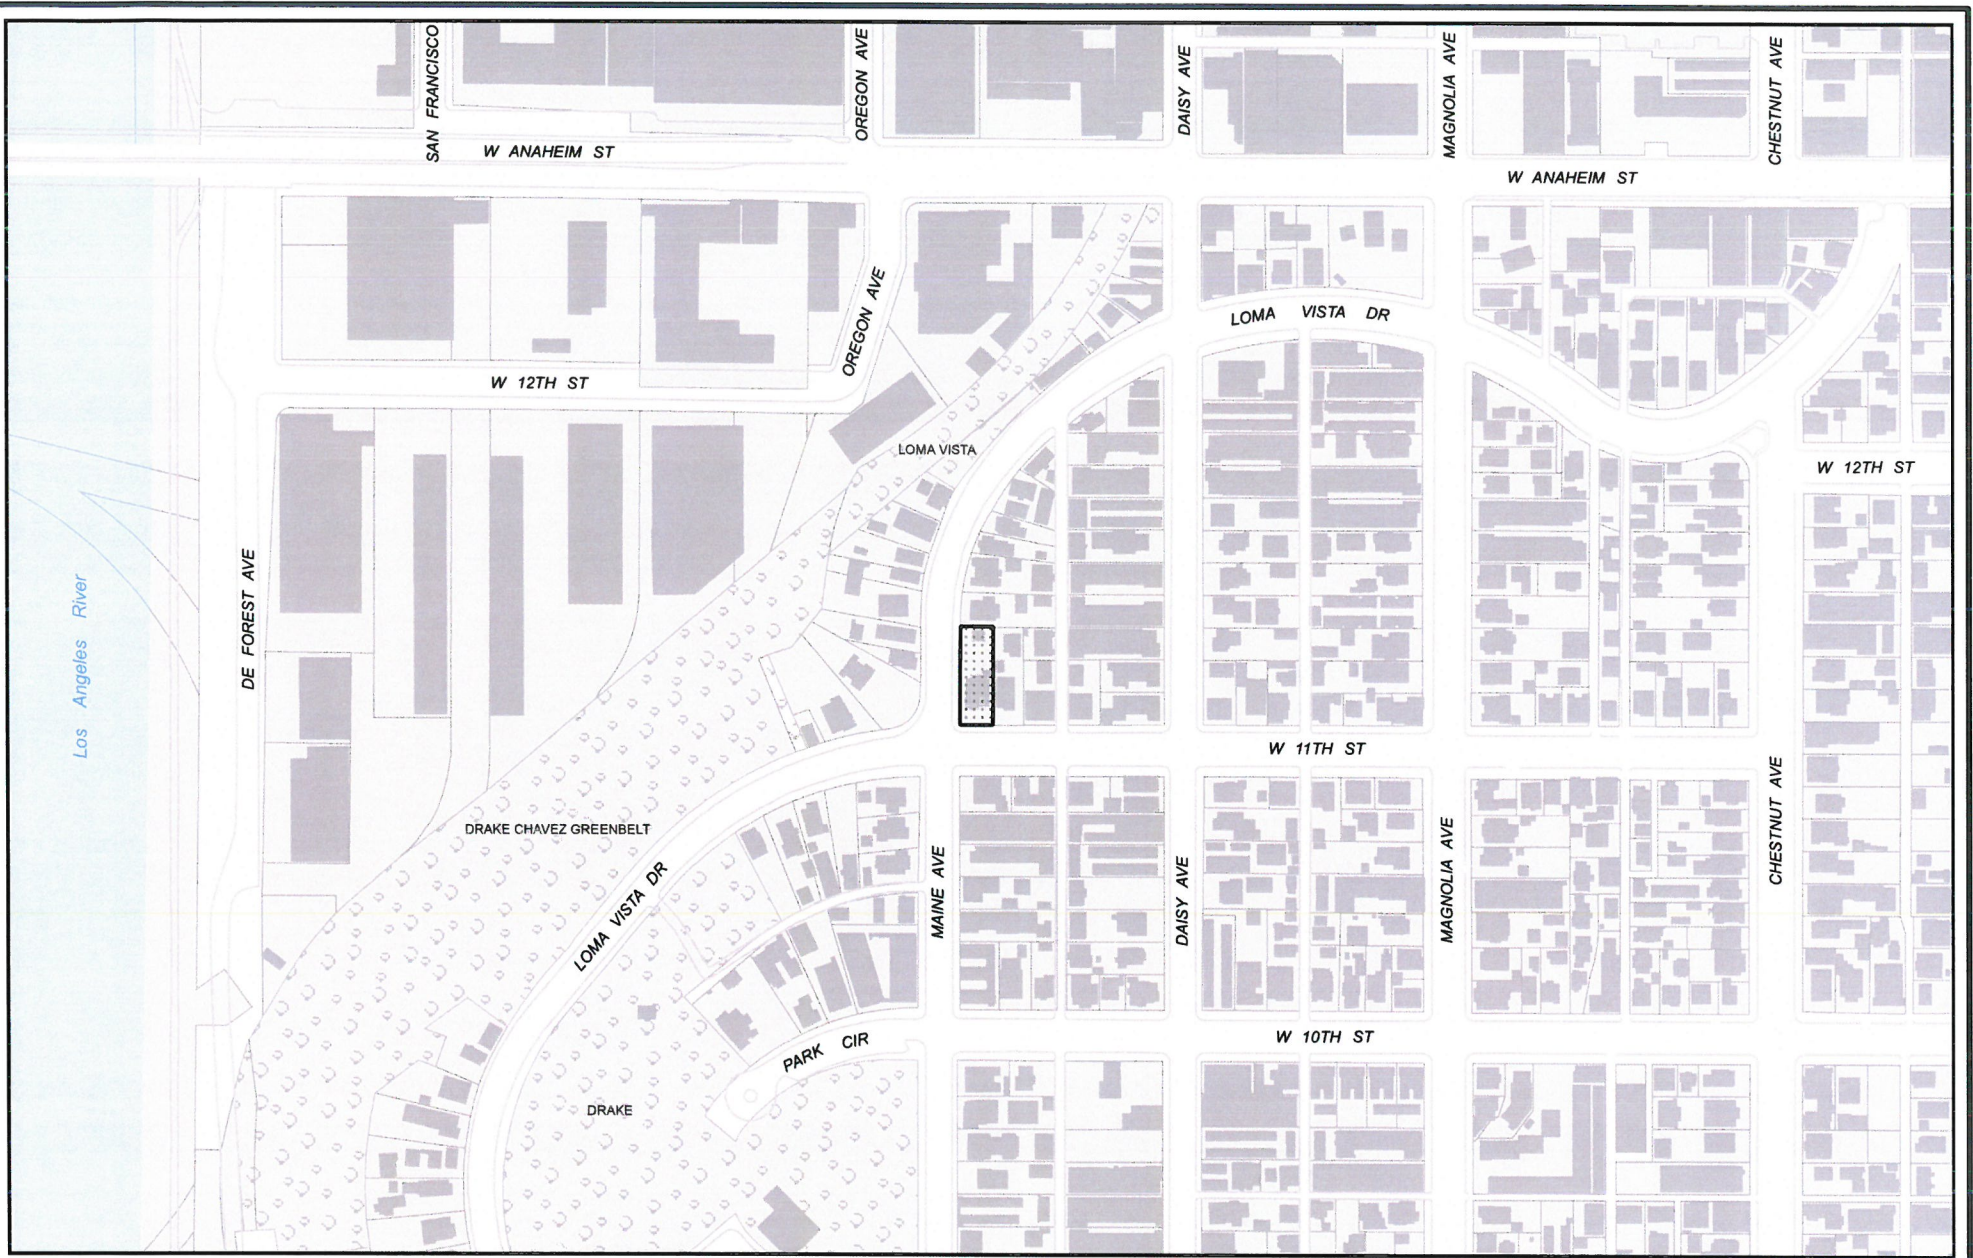 SAN FRANCISCO
OREGON AVE
DAISY AVE
MAGNOLIA AVE
CHESTNUT AVE
W ANAHEIM ST
W ANAHEIM ST
OREGON AVE
LOMA VISTA DR
W 12TH ST
LOMA VISTA
W 12TH ST
DE FOREST AVE
Los Angeles River
W 11TH ST
DRAKE CHAVEZ GREENBELT
LOMA VISTA DR
MAINE AVE
DAISY AVE
MAGNOLIA AVE
CHESTNUT AVE
W 10TH ST
PARK CIR
DRAKE